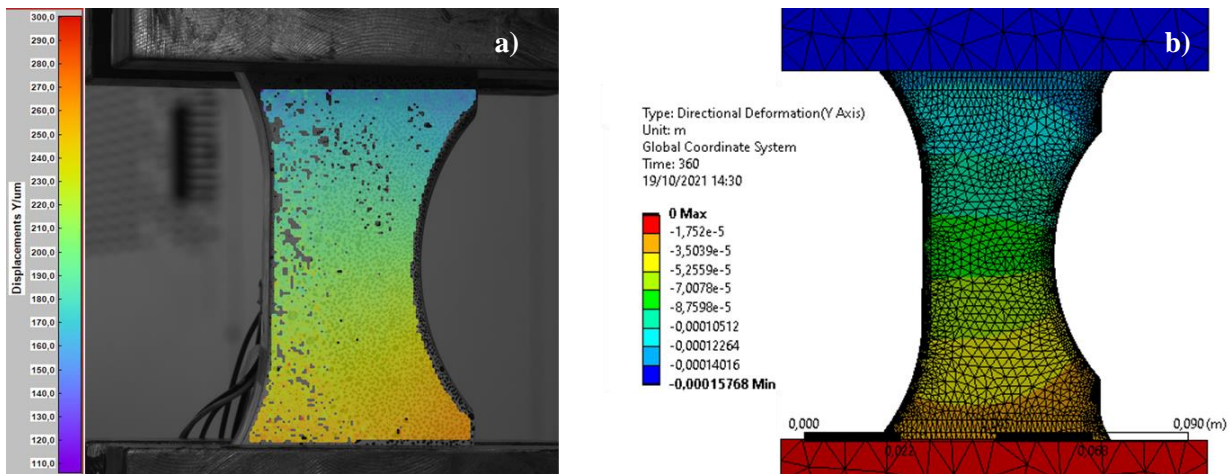 a)
300,0
290,0
280,0
270,0
260,0
250,0
240,0
230,0
220,0
210,0
200,0
190,0
180,0
170,0
160,0
150,0
140,0
130,0
120,0
110,0
Displacements Y/um
b)
Type: Directional Deformation(Y Axis)
Unit: m
Global Coordinate System
Time: 360
19/10/2021 14:30
0 Max
-1,752e-5
-3,5039e-5
-5,2559e-5
-7,0078e-5
-8,7598e-5
-0,00010512
-0,00012264
-0,00014016
-0,00015768 Min
0,000
0,090 (m)
0,022
0,068